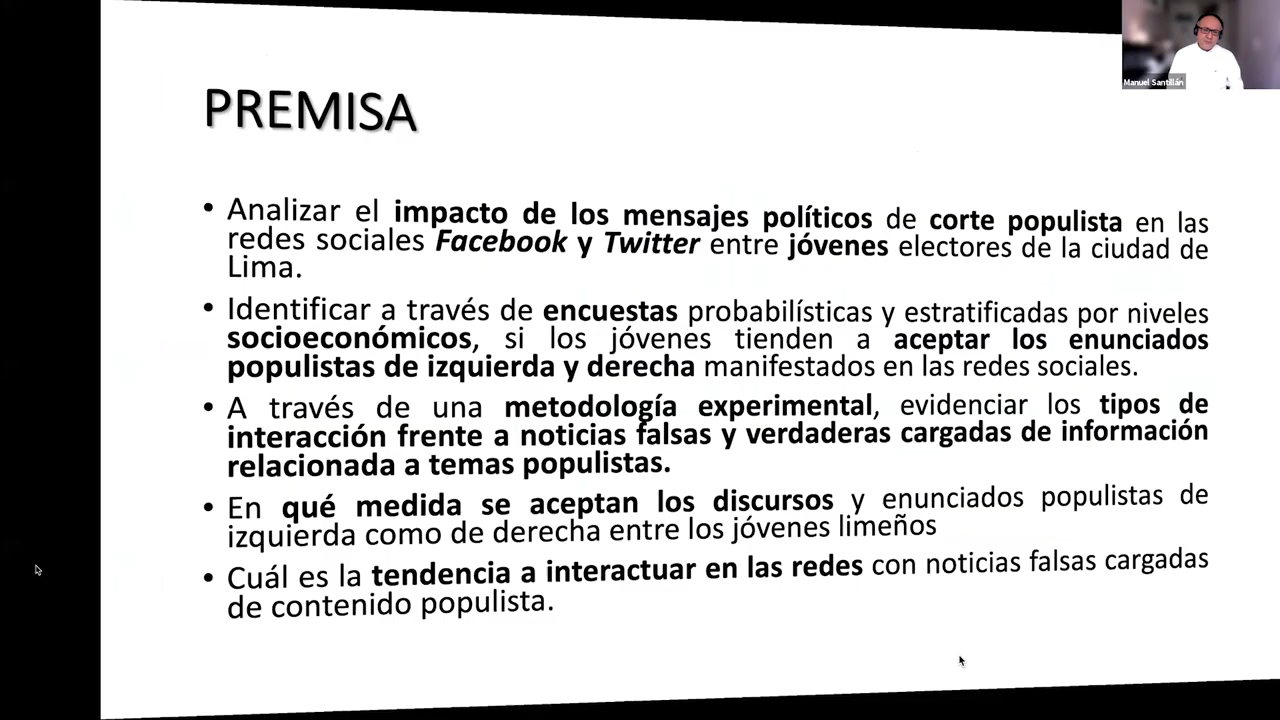 Manuel Santillán
PREMISA
• Analizar el impacto de los mensajes políticos de corte populista en las
redes sociales Facebook y Twitter entre jóvenes electores de la ciudad de
Lima.
• Identificar a través de encuestas probabilísticas y estratificadas por niveles
socioeconómicos, si los jóvenes tienden a aceptar los enunciados
populistas de izquierda y derecha manifestados en las redes sociales.
• A través de una metodología experimental, evidenciar los tipos de
interacción frente a noticias falsas y verdaderas cargadas de información
relacionada a temas populistas.
• En qué medida se aceptan los discursos y enunciados populistas de
izquierda como de derecha entre los jóvenes limeños
• Cuál es la tendencia a interactuar en las redes con noticias falsas cargadas
de contenido populista.